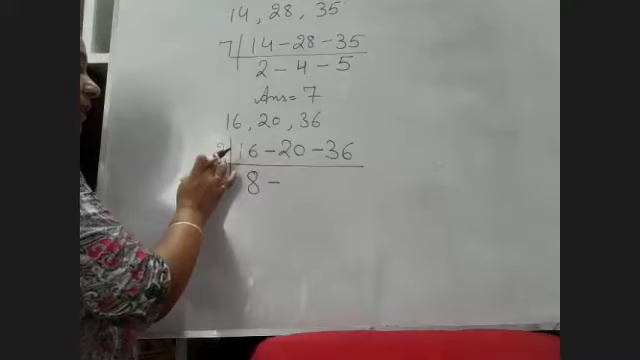 14, 28, 35
7 14 - 28 - 35
2 - 4 - 5
Ans = 7
16, 20, 36
2 16 - 20 - 36
8 -